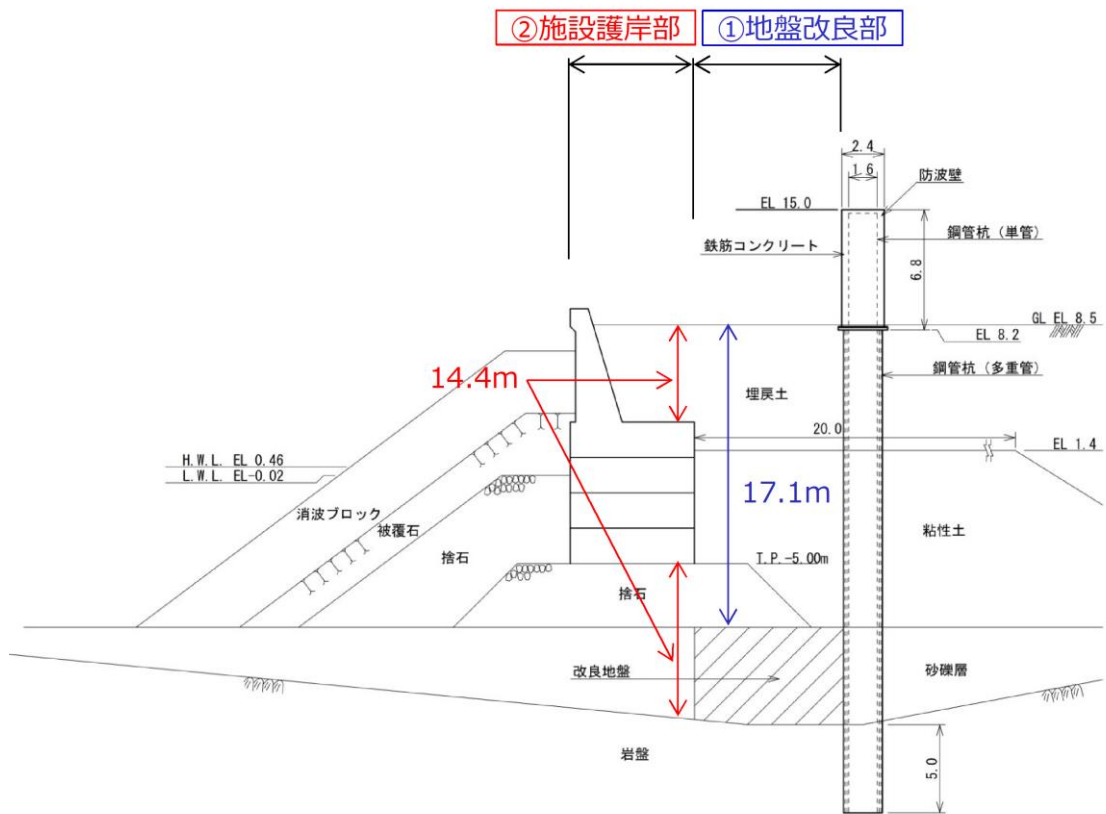 ②施設護岸部
①地盤改良部
2.4
1.6
防波壁
EL 15.0
鋼管杭（単管）
鉄筋コンクリート
6.8
GL EL 8.5
EL 8.2
鋼管杭（多重管）
14.4m
埋戻土
20.0
EL 1.4
H.W.L. EL 0.46
L.W.L. EL-0.02
17.1m
消波ブロック
被覆石
捨石
粘性土
T.P.-5.00m
捨石
改良地盤
砂礫層
岩盤
5.0